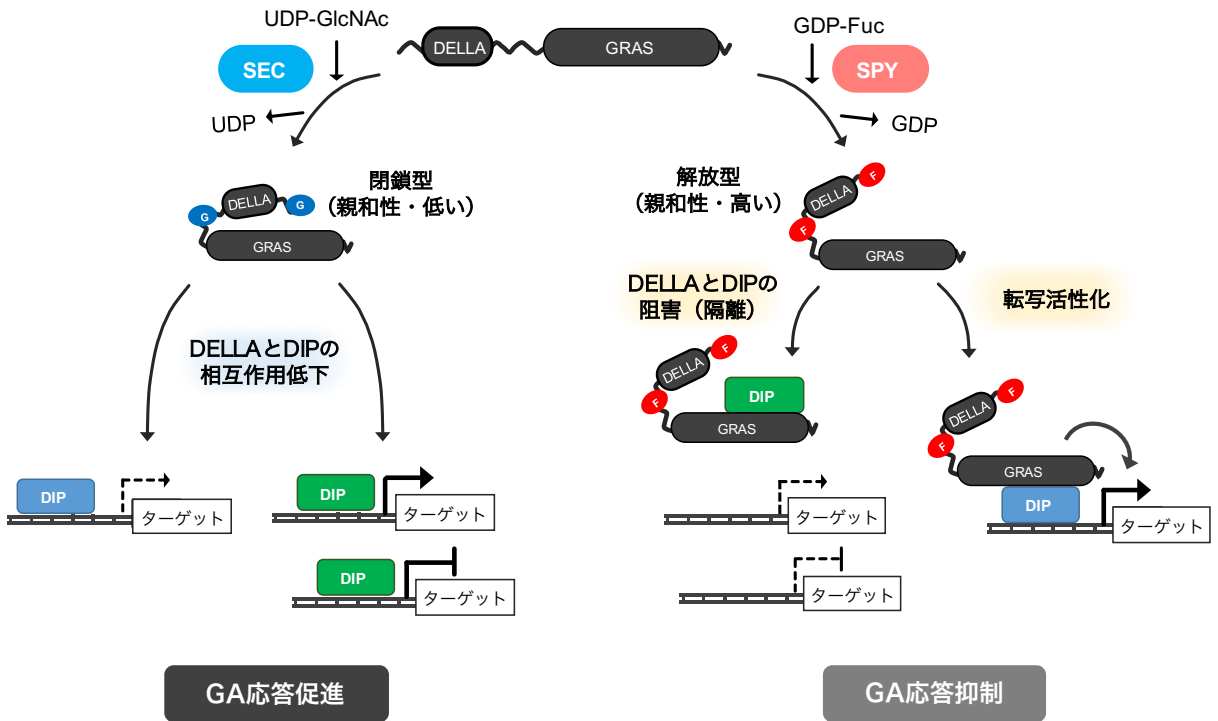 UDP-GlcNAc
SEC
UDP
DELLA
GRAS
GDP-Fuc
SPY
GDP
G
DELLA
G
GRAS
閉鎖型
（親和性・低い）
解放型
（親和性・高い）
F
DELLA
F
GRAS
DELLAとDIPの
相互作用低下
DELLAとDIPの
阻害（隔離）
転写活性化
F
DELLA
F
DIP
GRAS
F
DELLA
F
GRAS
DIP
ターゲット
DIP
ターゲット
DIP
ターゲット
DIP
ターゲット
ターゲット
ターゲット
GA応答促進
GA応答抑制